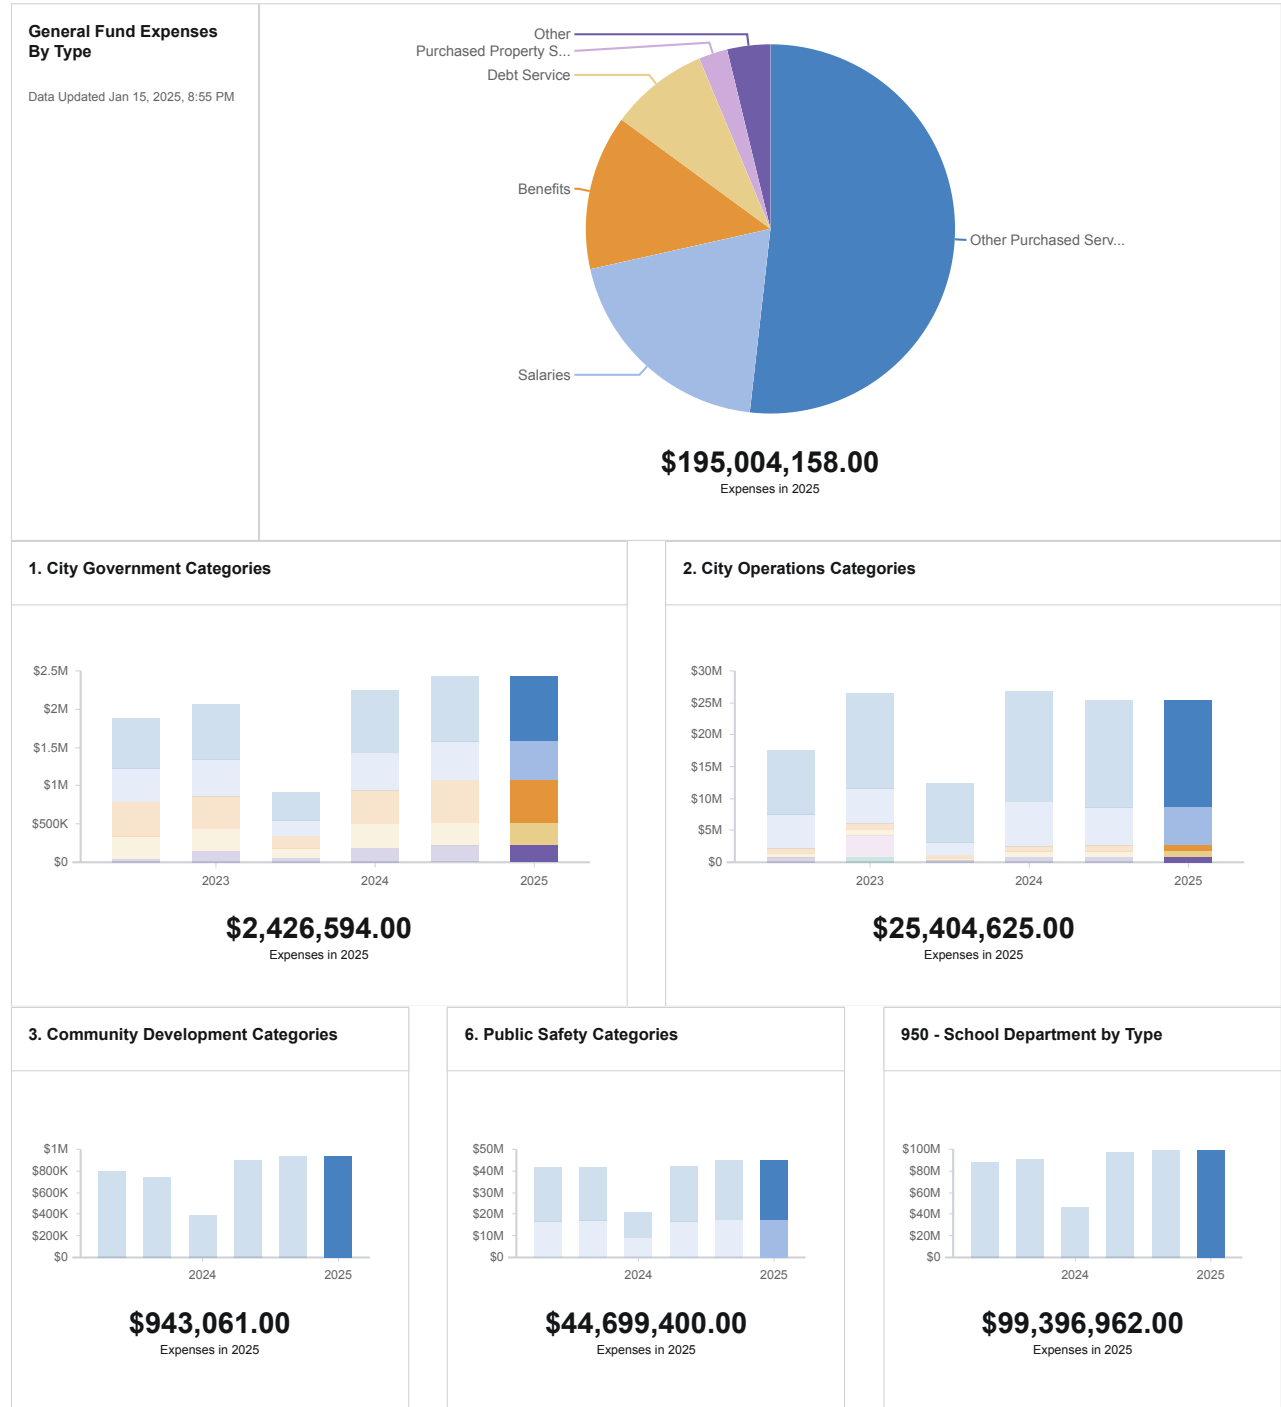 General Fund Expenses
By Type
Data Updated Jan 15, 2025, 8:55 PM
Other
Purchased Property S...
Debt Service
Benefits
Other Purchased Serv...
Salaries
$195,004,158.00
Expenses in 2025
1. City Government Categories
$2.5M
$2M
$1.5M
$1M
$500K
$0
2023
2024
2025
$2,426,594.00
Expenses in 2025
2. City Operations Categories
$30M
$25M
$20M
$15M
$10M
$5M
$0
2023
2024
2025
$25,404,625.00
Expenses in 2025
3. Community Development Categories
$1M
$800K
$600K
$400K
$200K
$0
2024
2025
$943,061.00
Expenses in 2025
6. Public Safety Categories
$50M
$40M
$30M
$20M
$10M
$0
2024
2025
$44,699,400.00
Expenses in 2025
950 - School Department by Type
$100M
$80M
$60M
$40M
$20M
$0
2024
2025
$99,396,962.00
Expenses in 2025